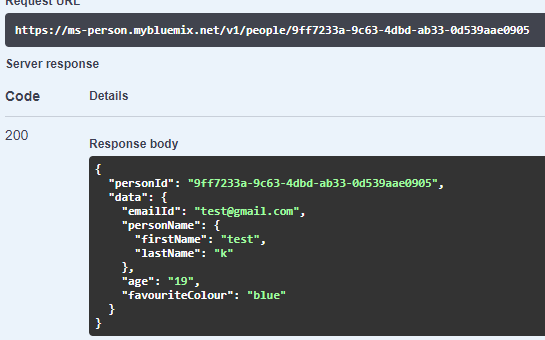 Request URL
https://ms-person.mybluemix.net/v1/people/9ff7233a-9c63-4dbd-ab33-0d539aae0905
Server response
Code Details
200
Response body
{
  "personId": "9ff7233a-9c63-4dbd-ab33-0d539aae0905",
  "data": {
    "emailId": "test@gmail.com",
    "personName": {
      "firstName": "test",
      "lastName": "k"
    },
    "age": "19",
    "favouriteColour": "blue"
  }
}